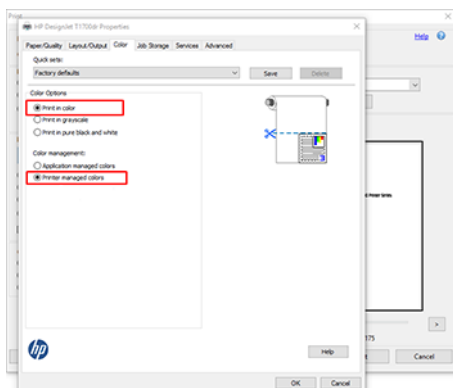 Print
HP DesignJet T1700dr Properties
Help
Paper/Quality Layout/Output Color Job Storage Services Advanced
Quick sets:
Factory defaults Save Delete
Color Options
Print in color
Print in grayscale
Print in pure black and white
Color management:
Application managed colors
Printer managed colors
3
hp
Help
Cancel
OK Cancel